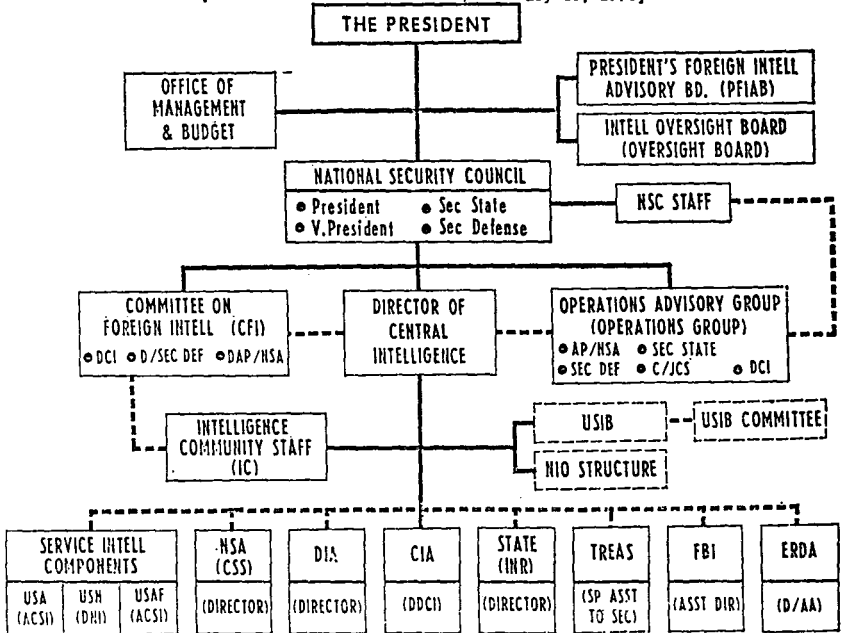 THE PRESIDENT
OFFICE OF
MANAGEMENT
& BUDGET
PRESIDENT'S FOREIGN INTELL
ADVISORY BD. (PFIAB)
INTELL OVERSIGHT BOARD
(OVERSIGHT BOARD)
NATIONAL SECURITY COUNCIL
• President • Sec State
• V.President • Sec Defense
NSC STAFF
COMMITTEE ON
FOREIGN INTELL (CFI)
• DCI • D/SEC DEF • DAP/NSA
DIRECTOR OF
CENTRAL
INTELLIGENCE
OPERATIONS ADVISORY GROUP
(OPERATIONS GROUP)
• AP/NSA • SEC STATE
• SEC DEF • C/JCS • DCI
INTELLIGENCE
COMMUNITY STAFF
(IC)
USIB
USIB COMMITTEE
NIO STRUCTURE
SERVICE INTELL
COMPONENTS
USA
(ACSI)
USN
(DNI)
USAF
(ACSI)
NSA
(CSS)
(DIRECTOR)
DIA
(DIRECTOR)
CIA
(DDCI)
STATE
(INR)
(DIRECTOR)
TREAS
(SP ASST
TO SEC)
FBI
(ASST DIR)
ERDA
(D/AA)